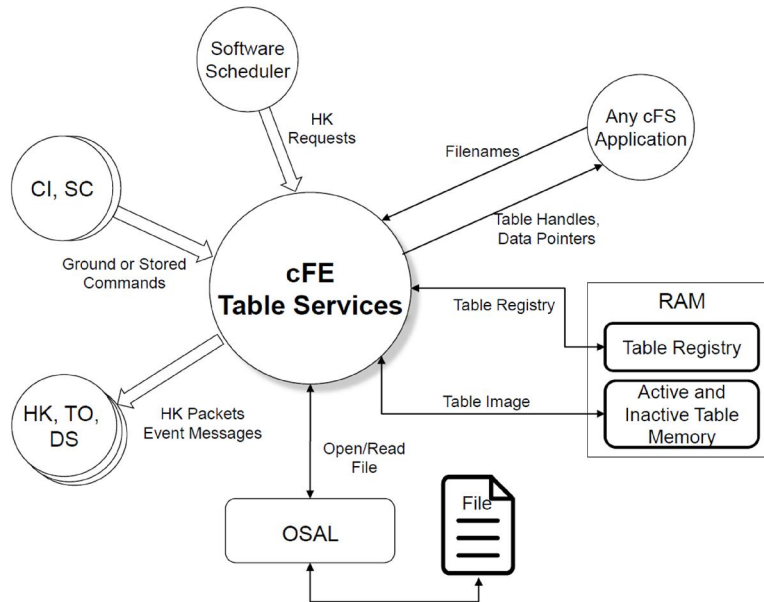 Software
Scheduler
HK
Requests
Any cFS
Application
Filenames
CI, SC
Table Handles,
Data Pointers
Ground or Stored
Commands
cFE
Table Services
Table Registry
RAM
Table Registry
Table Image
Active and
Inactive Table
Memory
HK, TO,
DS
HK Packets
Event Messages
Open/Read
File
OSAL
File